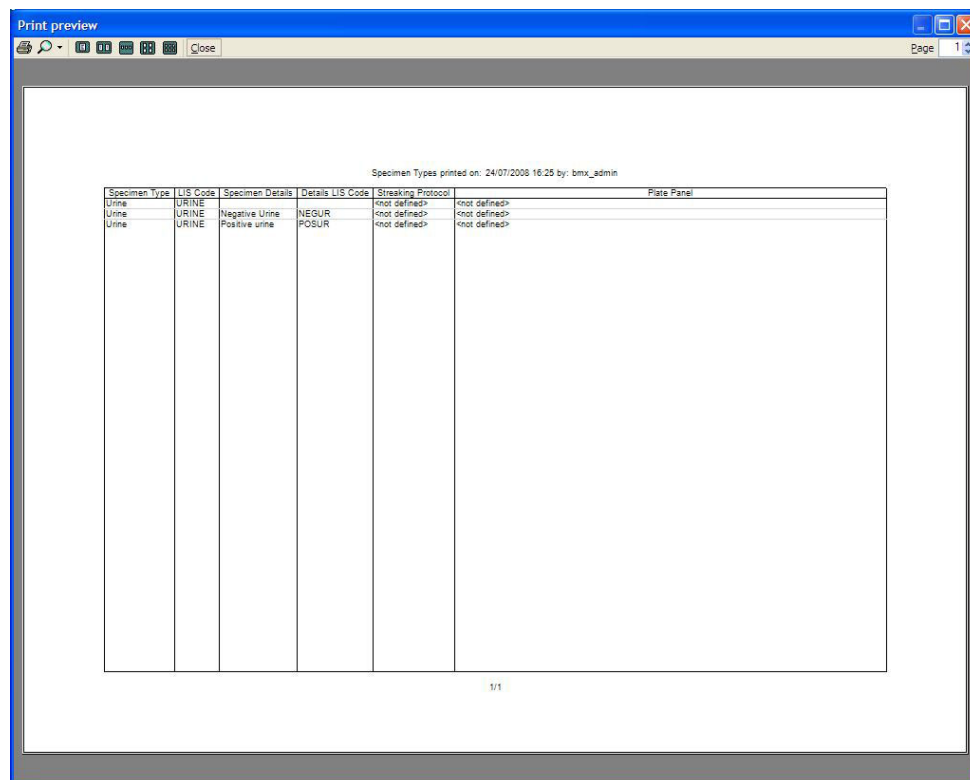 Print preview
Close Page 1
Specimen Types printed on: 24/07/2008 16:25 by: bmx_admin
Specimen Type LIS Code Specimen Details Details LIS Code Streaking Protocol Plate Panel
Urine URINE <not defined> <not defined>
Urine URINE Negative Urine NEGUR <not defined> <not defined>
Urine URINE Positive urine POSUR <not defined> <not defined>
1/1